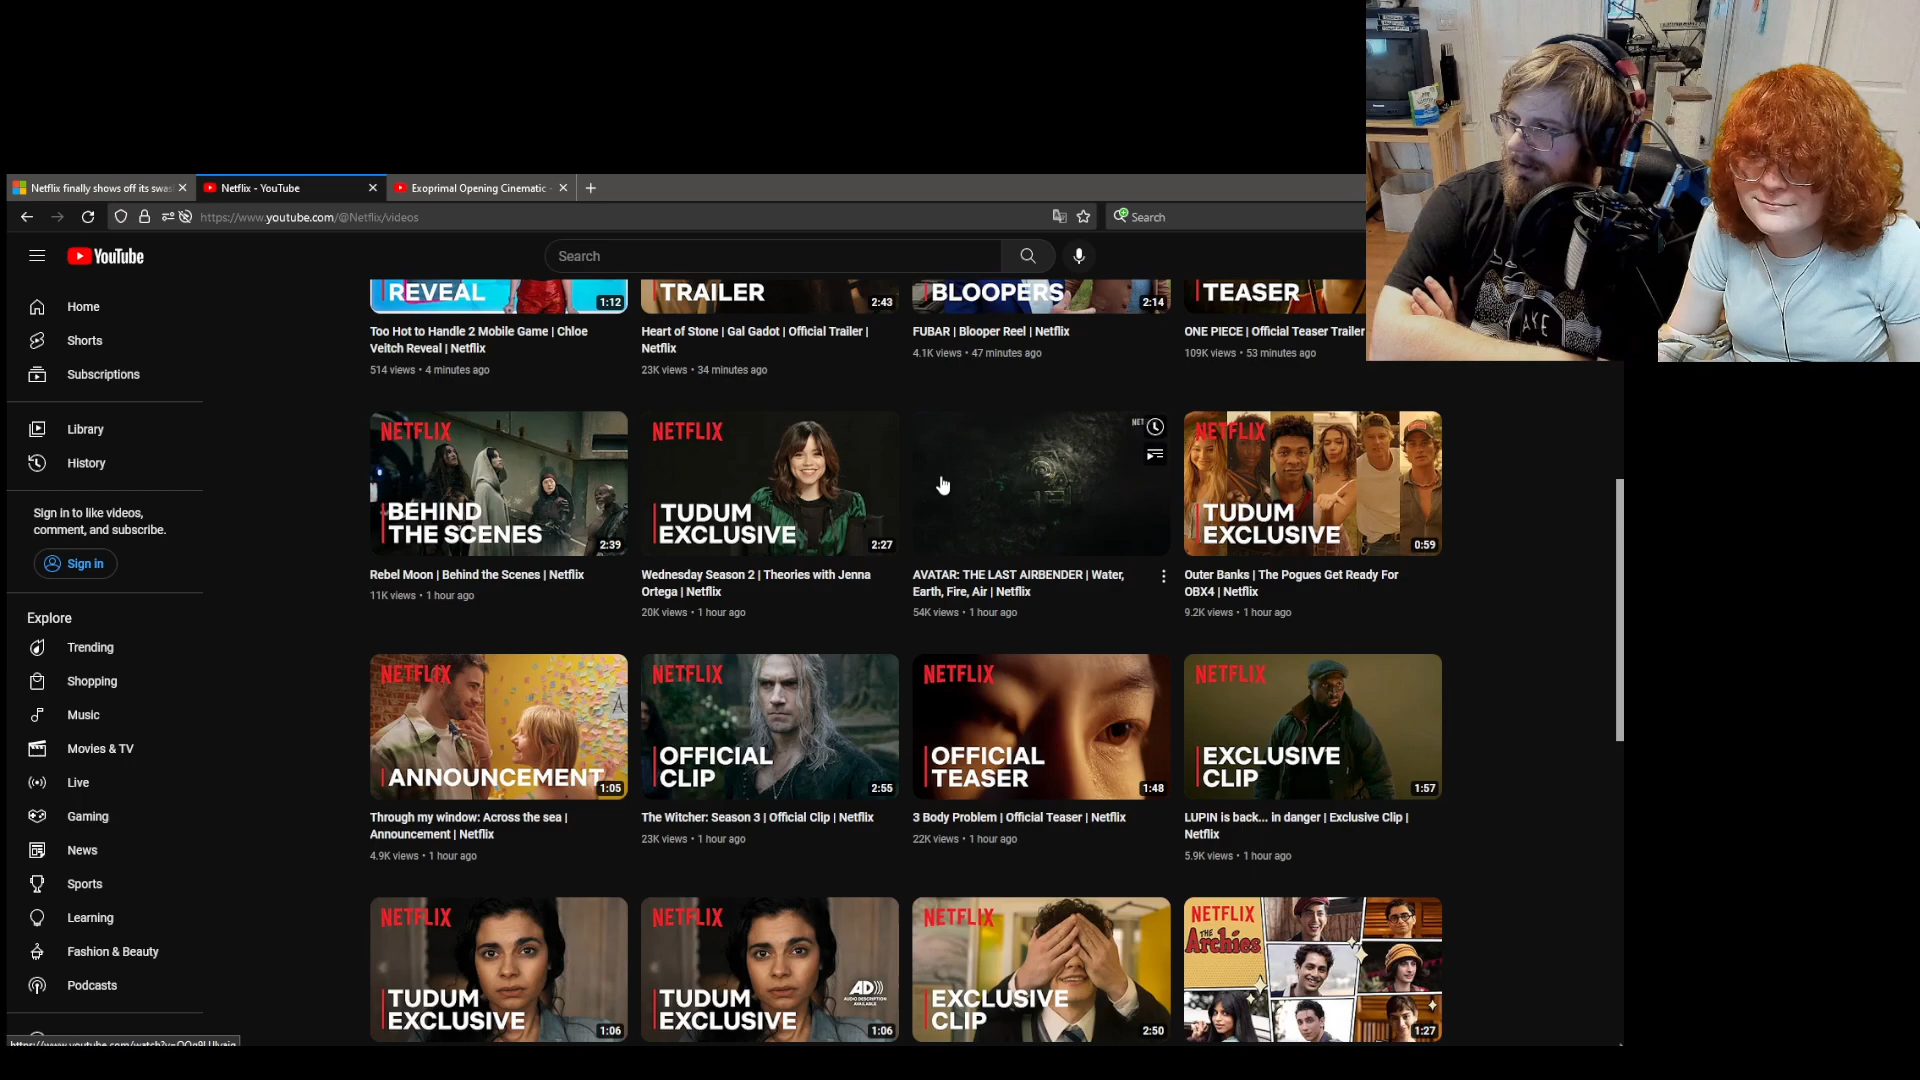 Netflix finally shows off its swas
Netflix - YouTube
Exoprimal Opening Cinematic -
https://www.youtube.com/@Netflix/videos
Search
YouTube
Search
Home
Shorts
Subscriptions
Library
History
Sign in to like videos,
comment, and subscribe.
Sign in
Explore
Trending
Shopping
Music
Movies & TV
Live
Gaming
News
Sports
Learning
Fashion & Beauty
Podcasts
REVEAL
1:12
Too Hot to Handle 2 Mobile Game | Chloe
Veitch Reveal | Netflix
514 views • 4 minutes ago
TRAILER
2:43
Heart of Stone | Gal Gadot | Official Trailer |
Netflix
23K views • 34 minutes ago
BLOOPERS
2:14
FUBAR | Blooper Reel | Netflix
4.1K views • 47 minutes ago
TEASER
ONE PIECE | Official Teaser Trailer
109K views • 53 minutes ago
NETFLIX
BEHIND
THE SCENES
2:39
Rebel Moon | Behind the Scenes | Netflix
11K views • 1 hour ago
NETFLIX
TUDUM
EXCLUSIVE
2:27
Wednesday Season 2 | Theories with Jenna
Ortega | Netflix
20K views • 1 hour ago
NET
AVATAR: THE LAST AIRBENDER | Water,
Earth, Fire, Air | Netflix
54K views • 1 hour ago
NETFLIX
TUDUM
EXCLUSIVE
0:59
Outer Banks | The Pogues Get Ready For
OBX4 | Netflix
9.2K views • 1 hour ago
NETFLIX
ANNOUNCEMENT
1:05
Through my window: Across the sea |
Announcement | Netflix
4.9K views • 1 hour ago
NETFLIX
OFFICIAL
CLIP
2:55
The Witcher: Season 3 | Official Clip | Netflix
23K views • 1 hour ago
NETFLIX
OFFICIAL
TEASER
1:48
3 Body Problem | Official Teaser | Netflix
22K views • 1 hour ago
NETFLIX
EXCLUSIVE
CLIP
1:57
LUPIN is back... in danger | Exclusive Clip |
Netflix
5.9K views • 1 hour ago
NETFLIX
TUDUM
EXCLUSIVE
1:06
NETFLIX
TUDUM
EXCLUSIVE
AD
AUDIO DESCRIPTION
AVAILABLE
1:06
NETFLIX
EXCLUSIVE
CLIP
2:50
NETFLIX
THE
Archies
1:27